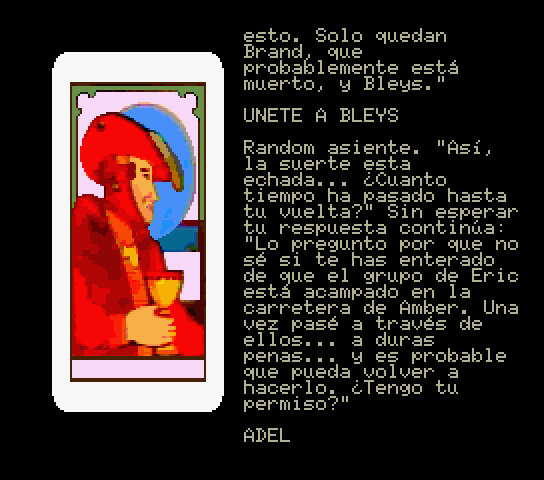 esto. Solo quedan
Brand, que
probablemente está
muerto, y Bleys."
UNETE A BLEYS
Random asiente. "Así,
la suerte esta
echada... ¿Cuanto
tiempo ha pasado hasta
tu vuelta?" Sin esperar
tu respuesta continúa:
"Lo pregunto por que no
sé si te has enterado
de que el grupo de Eric
está acampado en la
carretera de Amber. Una
vez pasé a través de
ellos... a duras
penas... y es probable
que pueda volver a
hacerlo. ¿Tengo tu
permiso?"
ADEL